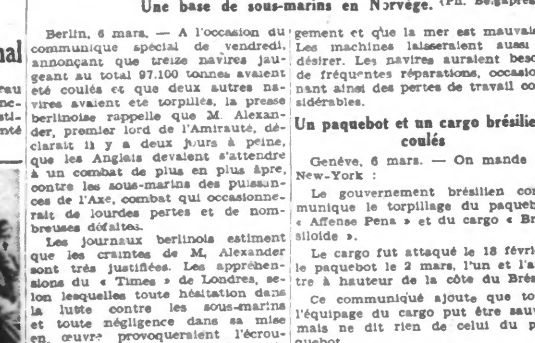 Une base de sous-marins en Norvège. (Ph. Belgapres
Berlin, 6 mars. — A l'occasion du
communiqué spécial de vendredi,
annonçant que treize navires jau-
geant au total 97.100 tonnes avaient
été coulés et que deux autres na-
vires avaient été torpillés, la presse
berlinoise rappelle que M. Alexan-
der, premier lord de l'Amirauté, dé-
clarait il y a deux jours à peine,
que les Anglais devaient s'attendre
à un combat de plus en plus âpre,
contre les sous-marins des puissan-
ces de l'Axe, combat qui occasionne-
rait de lourdes pertes et de nom-
breuses défaites.
Les journaux berlinois estiment
que les craintes de M. Alexander
sont très justifiées. Les appréhen-
sions du « Times » de Londres, se-
lon lesquelles toute hésitation dans
la lutte contre les sous-marins
et toute négligence dans sa mise
en œuvre provoqueraient l'écrou-
gement et que la mer est mauvai
Les machines laisseraient aussi
désirer. Les navires auraient bes
de fréquentes réparations, occasio
nant ainsi des pertes de travail co
sidérables.
Un paquebot et un cargo brésilie
coulés
Genève, 6 mars. — On mande
New-York :
Le gouvernement brésilien co
munique le torpillage du paqueb
« Affense Pena » et du cargo « Br
siloide ».
Le cargo fut attaqué le 18 févri
le paquebot le 2 mars, l'un et l'a
tre à hauteur de la côte du Brés
Ce communiqué ajoute que to
l'équipage du cargo put être sauv
mais ne dit rien de celui du p
quebot.